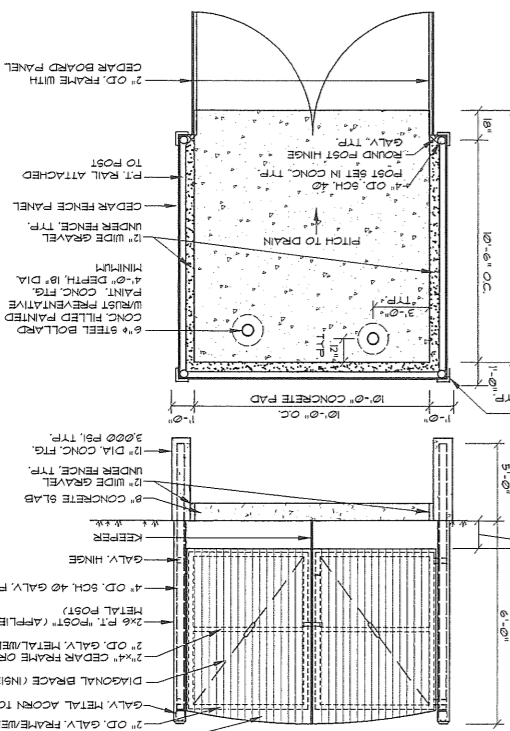 2" O.D. GALV. FRAME/WE
GALV. METAL ACORN TO
DIAGONAL BRACE (INSI
2"x4" CEDAR FRAME OR
2" O.D. GALV. METAL/WEL
2x6 P.T. "POST" (APPLIE
METAL POST)
4" O.D. SCH. 40 GALV. P
GALV. HINGE
KEEPER
8" CONCRETE SLAB
12" WIDE GRAVEL
UNDER FENCE, TYP.
12" DIA. CONC. FTG.
3,000 PSI, TYP.
6'-0"
5'-0"
1'-0"
10'-0" O.C.
10'-0" CONCRETE PAD
1'-0"
1'-0"
TYP.
12"
TYP
3'-0"
TYP.
6" ϕ STEEL BOLLARD
CONC. FILLED PAINTED
W/RUST PREVENTATIVE
PAINT. CONC. FTG.
4'-0" DEPTH, 18" DIA.
MINIMUM
12" WIDE GRAVEL
UNDER FENCE, TYP.
CEDAR FENCE PANEL
P.T. RAIL ATTACHED
TO POST
PITCH TO DRAIN
10'-6" O.C.
4" O.D. SCH. 40
POST SET IN CONC., TYP.
ROUND POST HINGE
GALV. TYP.
18"
2" O.D. FRAME WITH
CEDAR BOARD PANEL